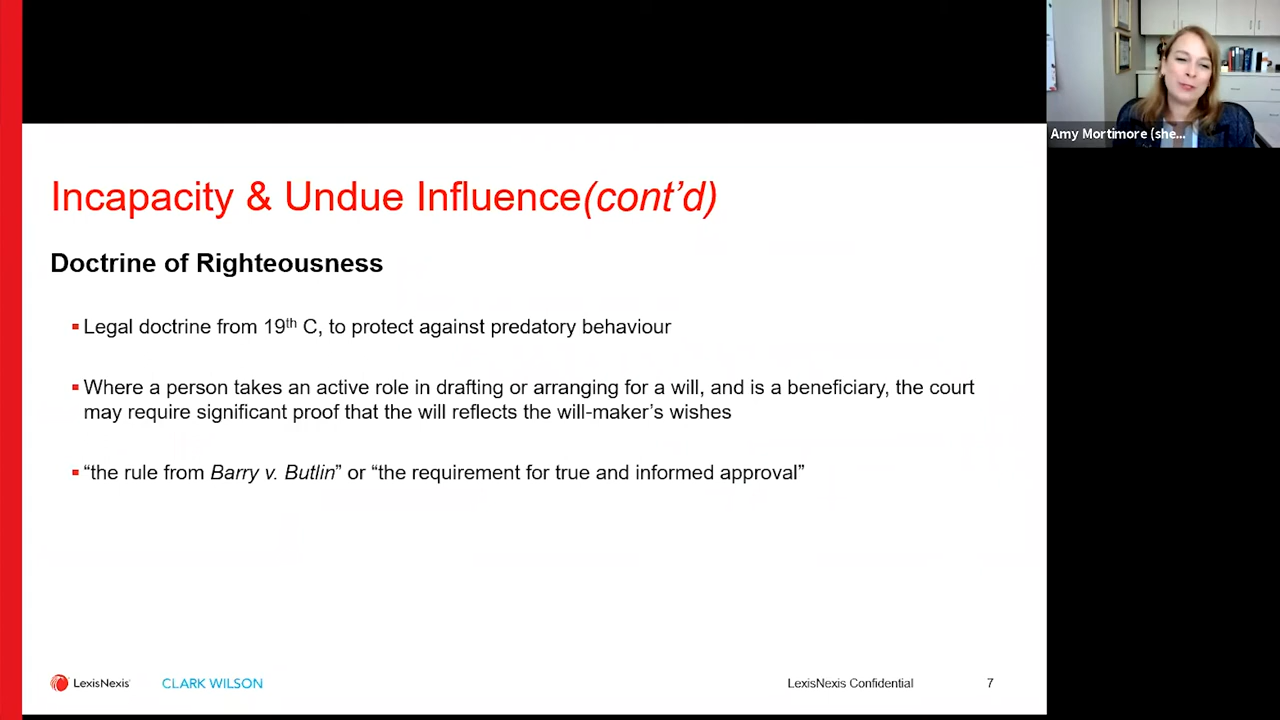 Amy Mortimore (she...
Incapacity & Undue Influence(cont’d)
Doctrine of Righteousness
▪ Legal doctrine from 19th C, to protect against predatory behaviour
▪ Where a person takes an active role in drafting or arranging for a will, and is a beneficiary, the court
may require significant proof that the will reflects the will-maker’s wishes
▪ “the rule from Barry v. Butlin” or “the requirement for true and informed approval”
LexisNexis CLARK WILSON LexisNexis Confidential 7